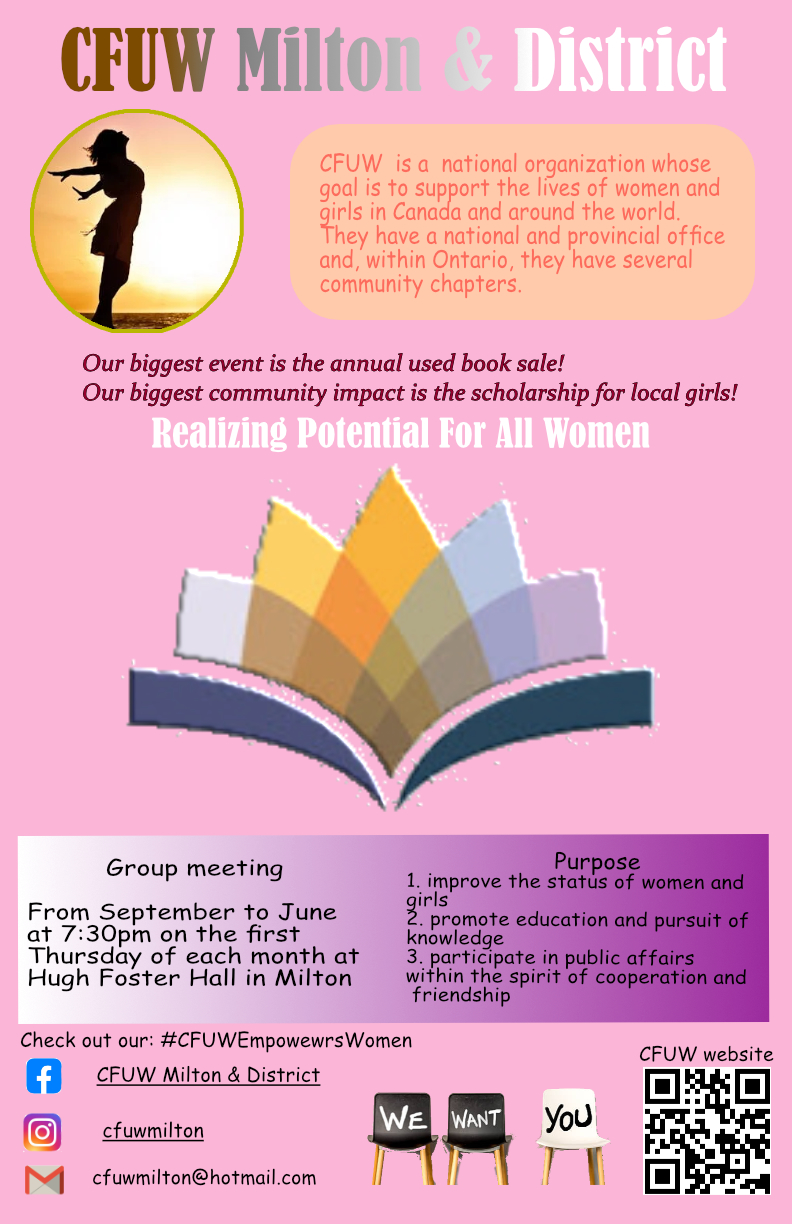 CFUW Milton & District
CFUW is a national organization whose
goal is to support the lives of women and
girls in Canada and around the world.
They have a national and provincial office
and, within Ontario, they have several
community chapters.
Our biggest event is the annual used book sale!
Our biggest community impact is the scholarship for local girls!
Realizing Potential For All Women
Group meeting
From September to June
at 7:30pm on the first
Thursday of each month at
Hugh Foster Hall in Milton
Purpose
1. improve the status of women and
girls
2. promote education and pursuit of
knowledge
3. participate in public affairs
within the spirit of cooperation and
friendship
Check out our: #CFUWEmpowewrsWomen
CFUW Milton & District
cfuwmilton
cfuwmilton@hotmail.com
WE WANT YOU
CFUW website